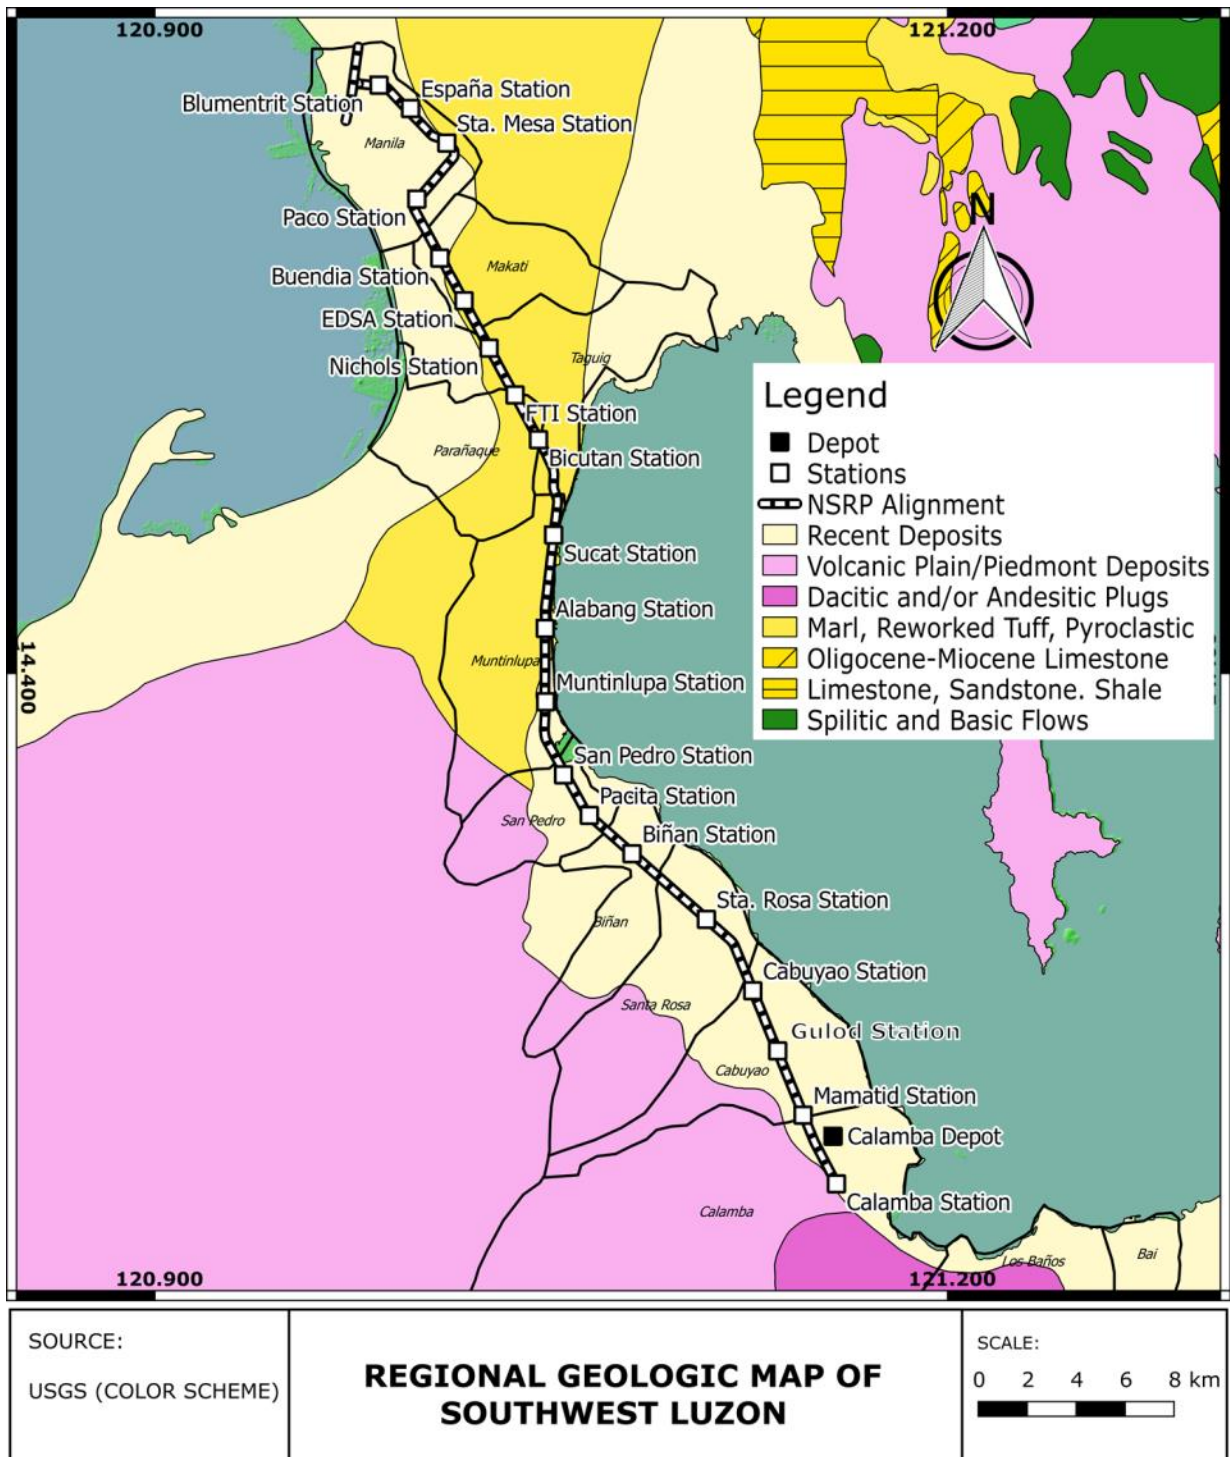 120.900
121.200
España Station
Blumentrit Station
Sta. Mesa Station
Manila
N
Paco Station
Makati
Buendia Station
EDSA Station
Nichols Station
Taguig
FTI Station
Parañaque
Bicutan Station
Sucat Station
Alabang Station
14.400
Muntinlupa
Muntinlupa Station
San Pedro Station
Pacita Station
San Pedro
Biñan Station
Sta. Rosa Station
Biñan
Cabuyao Station
Santa Rosa
Gulod Station
Cabuyao
Mamatid Station
Calamba Depot
Calamba Station
Calamba
Los Baños
Bai
120.900
121.200
Legend
Depot
Stations
NSRP Alignment
Recent Deposits
Volcanic Plain/Piedmont Deposits
Dacitic and/or Andesitic Plugs
Marl, Reworked Tuff, Pyroclastic
Oligocene-Miocene Limestone
Limestone, Sandstone. Shale
Spilitic and Basic Flows
SOURCE:
USGS (COLOR SCHEME)
REGIONAL GEOLOGIC MAP OF
SOUTHWEST LUZON
SCALE:
0 2 4 6 8 km